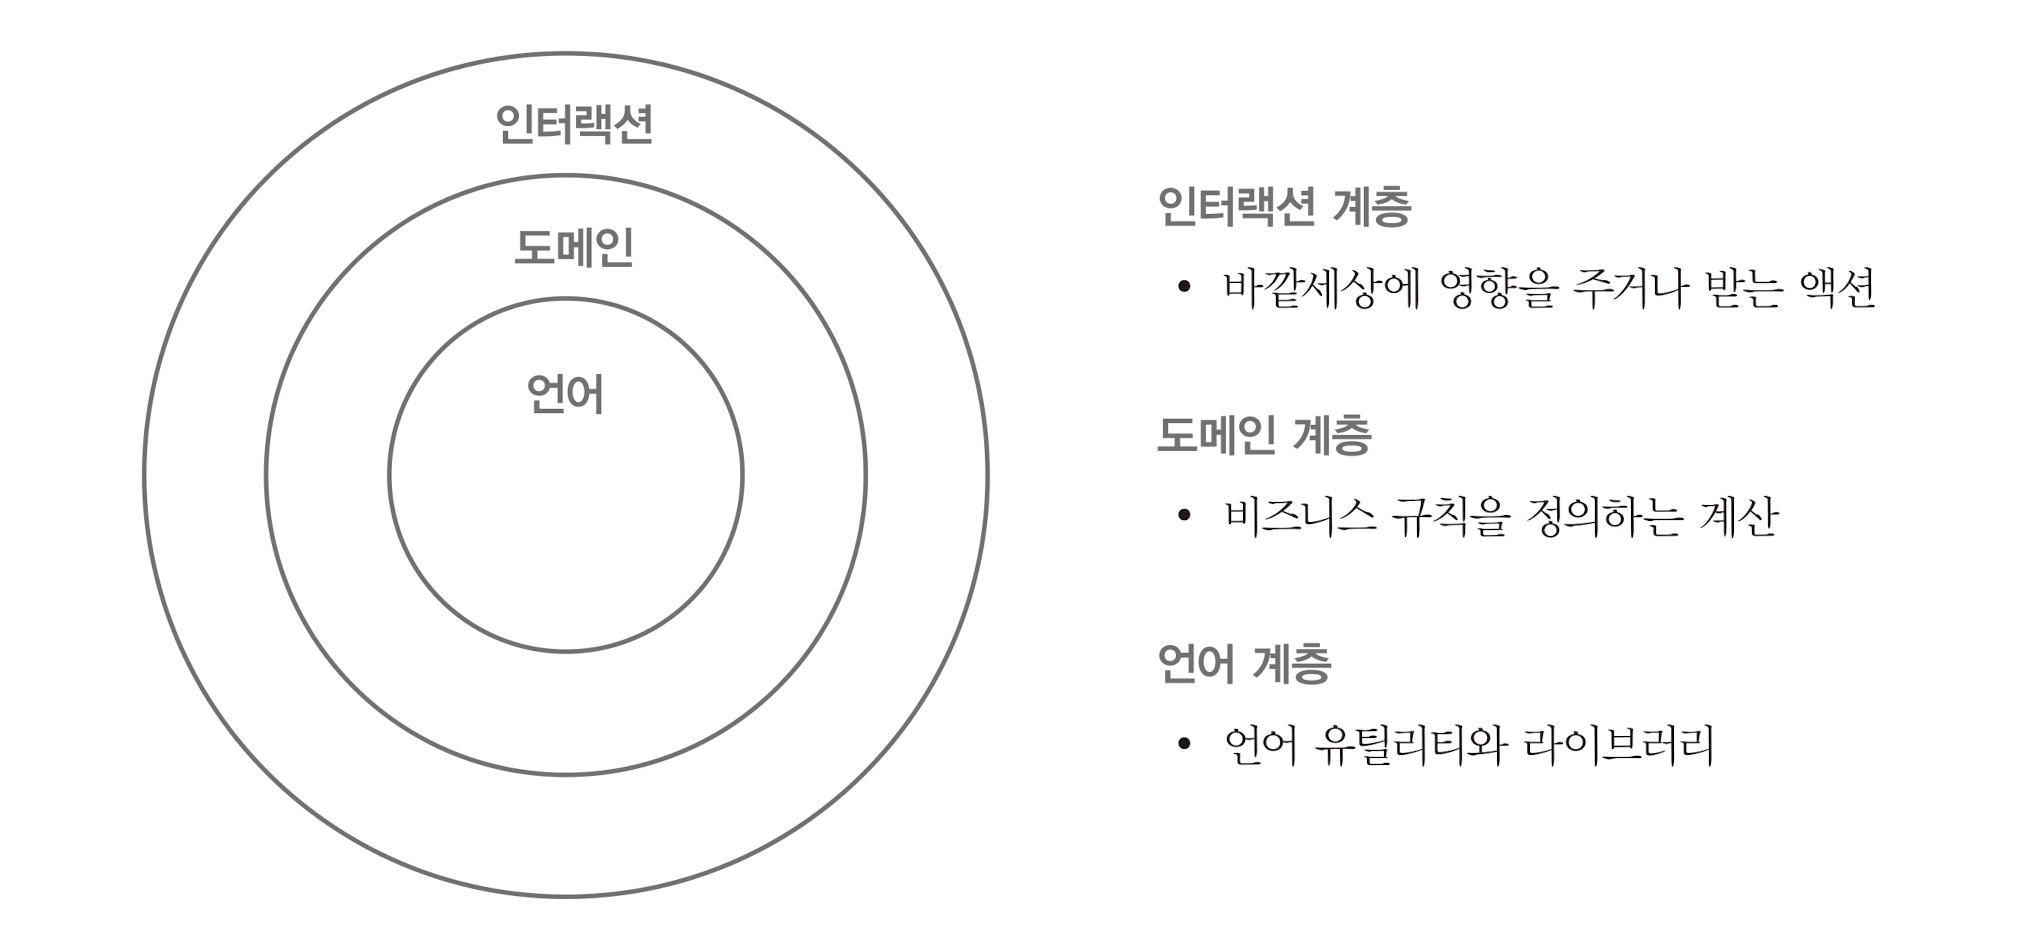 인터랙션
도메인
언어
인터랙션 계층
• 바깥세상에 영향을 주거나 받는 액션
도메인 계층
• 비즈니스 규칙을 정의하는 계산
언어 계층
• 언어 유틸리티와 라이브러리